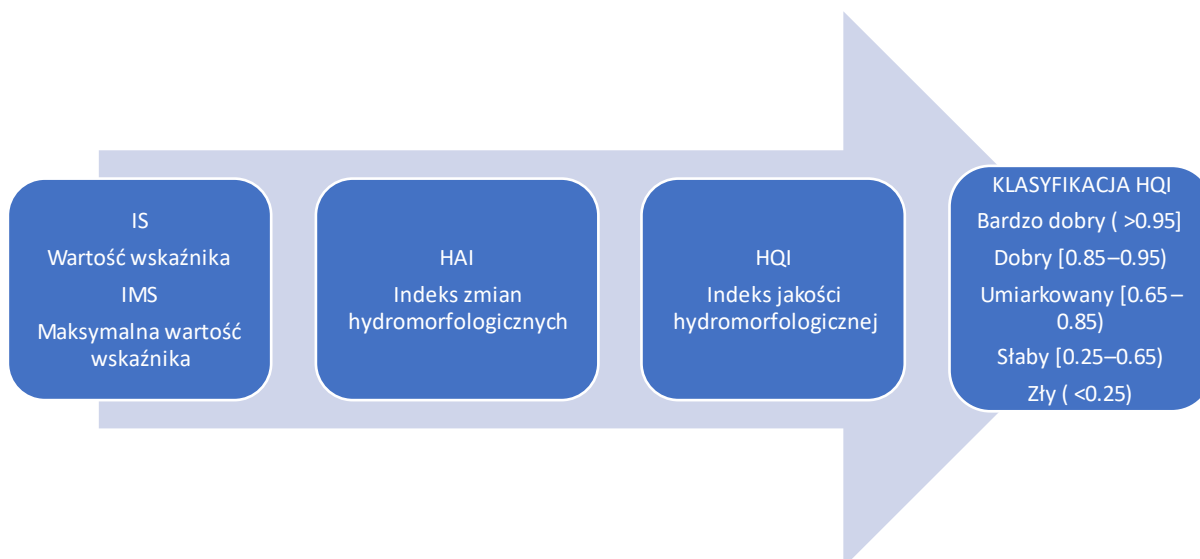 IS
Wartość wskaźnika
IMS
Maksymalna wartość
wskaźnika
HAI
Indeks zmian
hydromorfologicznych
HQI
Indeks jakości
hydromorfologicznej
KLASYFIKACJA HQI
Bardzo dobry ( >0.95]
Dobry [0.85–0.95)
Umiarkowany [0.65–
0.85)
Słaby [0.25–0.65)
Zły ( <0.25)